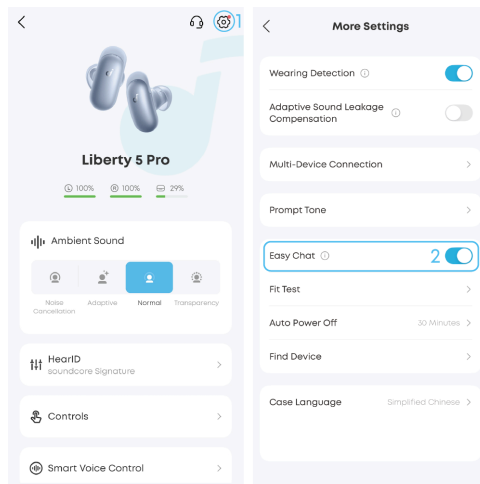 1
Liberty 5 Pro
L 100%
R 100%
29%
Ambient Sound
Noise
Cancellation
Adaptive
Normal
Transparency
HearID
soundcore Signature
Controls
Smart Voice Control
More Settings
Wearing Detection
Adaptive Sound Leakage
Compensation
Multi-Device Connection
Prompt Tone
Easy Chat
2
Fit Test
Auto Power Off
30 Minutes
Find Device
Case Language
Simplified Chinese